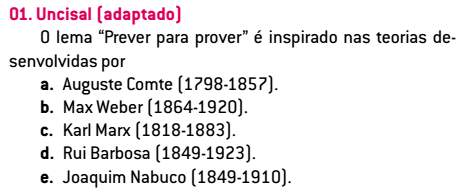 01. Uncisal (adaptado)
O lema “Prever para prover” é inspirado nas teorias de-
senvolvidas por
a. Auguste Comte (1798-1857).
b. Max Weber (1864-1920).
c. Karl Marx (1818-1883).
d. Rui Barbosa (1849-1923).
e. Joaquim Nabuco (1849-1910).